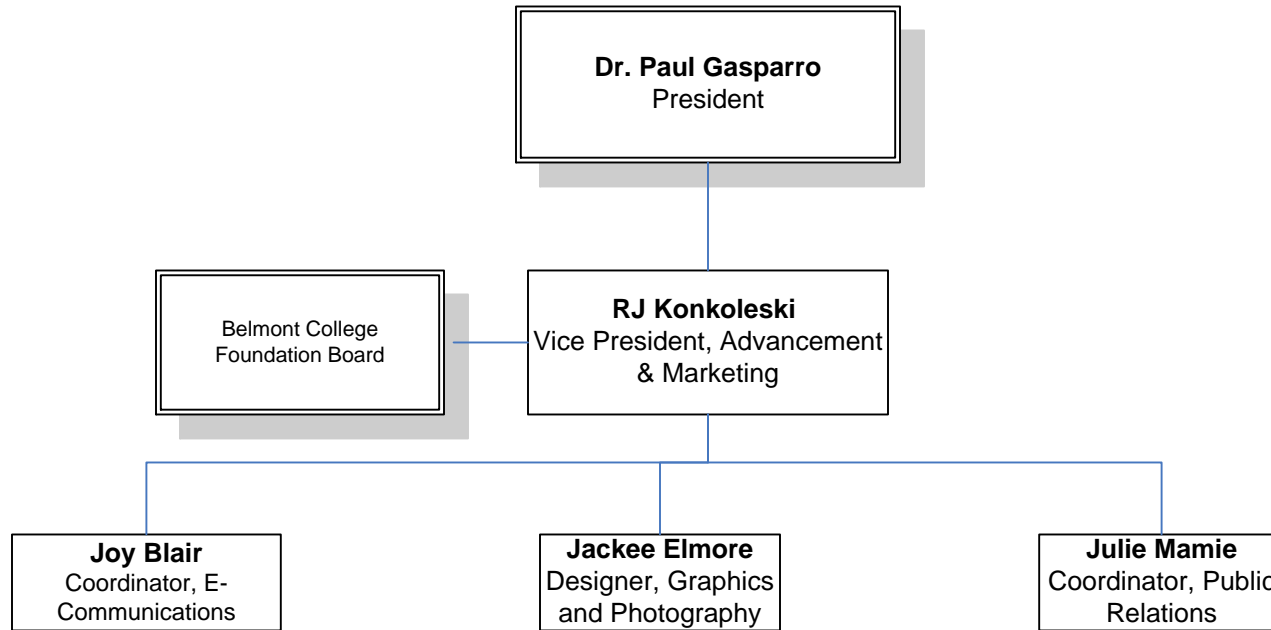 Dr. Paul Gasparro
President
Belmont College
Foundation Board
RJ Konkoleski
Vice President, Advancement
& Marketing
Joy Blair
Coordinator, E-
Communications
Jackee Elmore
Designer, Graphics
and Photography
Julie Mamie
Coordinator, Public
Relations